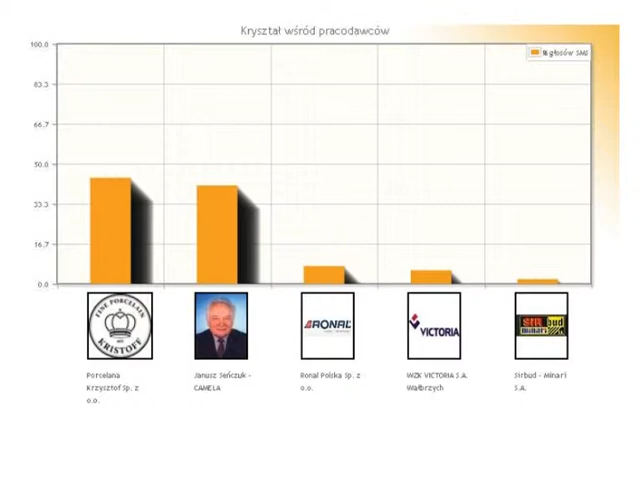 Kryształ wśród pracodawców
100.0
głosów SMS
83.3
66.7
50.0
33.3
16.7
0.0
FINE PORCELAIN
KRISTOFF
RONAL
VICTORIA
SIR bud
minari
Porcelana
Krzysztof Sp. z
o.o.
Janusz Seńczuk -
CAMELA
Ronal Polska Sp. z
o.o.
WZK VICTORIA S.A.
Wałbrzych
Sirbud - Minari
S.A.